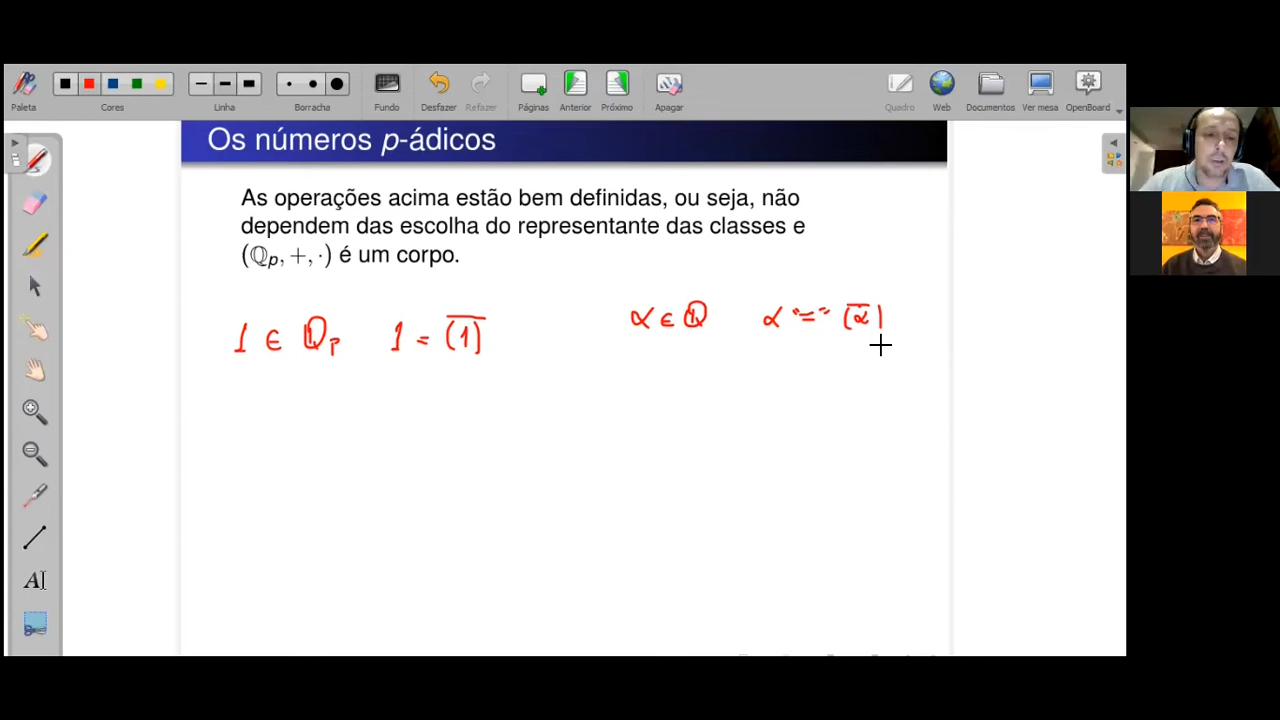 Paleta Cores Linha Borracha Fundo Desfazer Refazer Páginas Anterior Próximo Apagar Quadro Web Documentos Ver mesa OpenBoard
Os números p-ádicos
As operações acima estão bem definidas, ou seja, não
dependem das escolha do representante das classes e
(ℚp, +, ·) é um corpo.
1 ∈ ℚp 1 = \overline{(1)} α ∈ ℚ α "=" \overline{(α)}
A